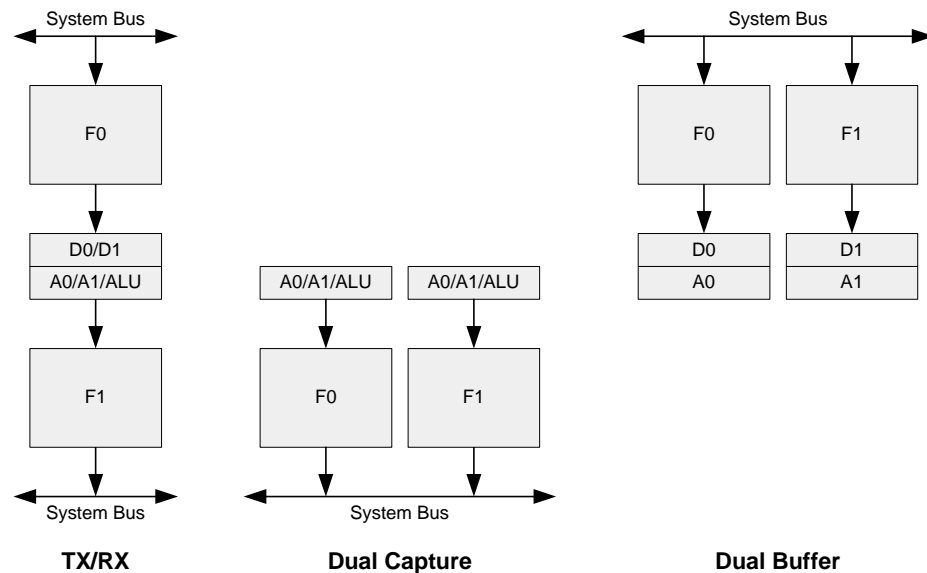 System Bus
System Bus
F0
F0
F1
D0/D1
D0
D1
A0/A1/ALU
A0/A1/ALU
A0/A1/ALU
A0
A1
F1
F0
F1
System Bus
System Bus
TX/RX
Dual Capture
Dual Buffer